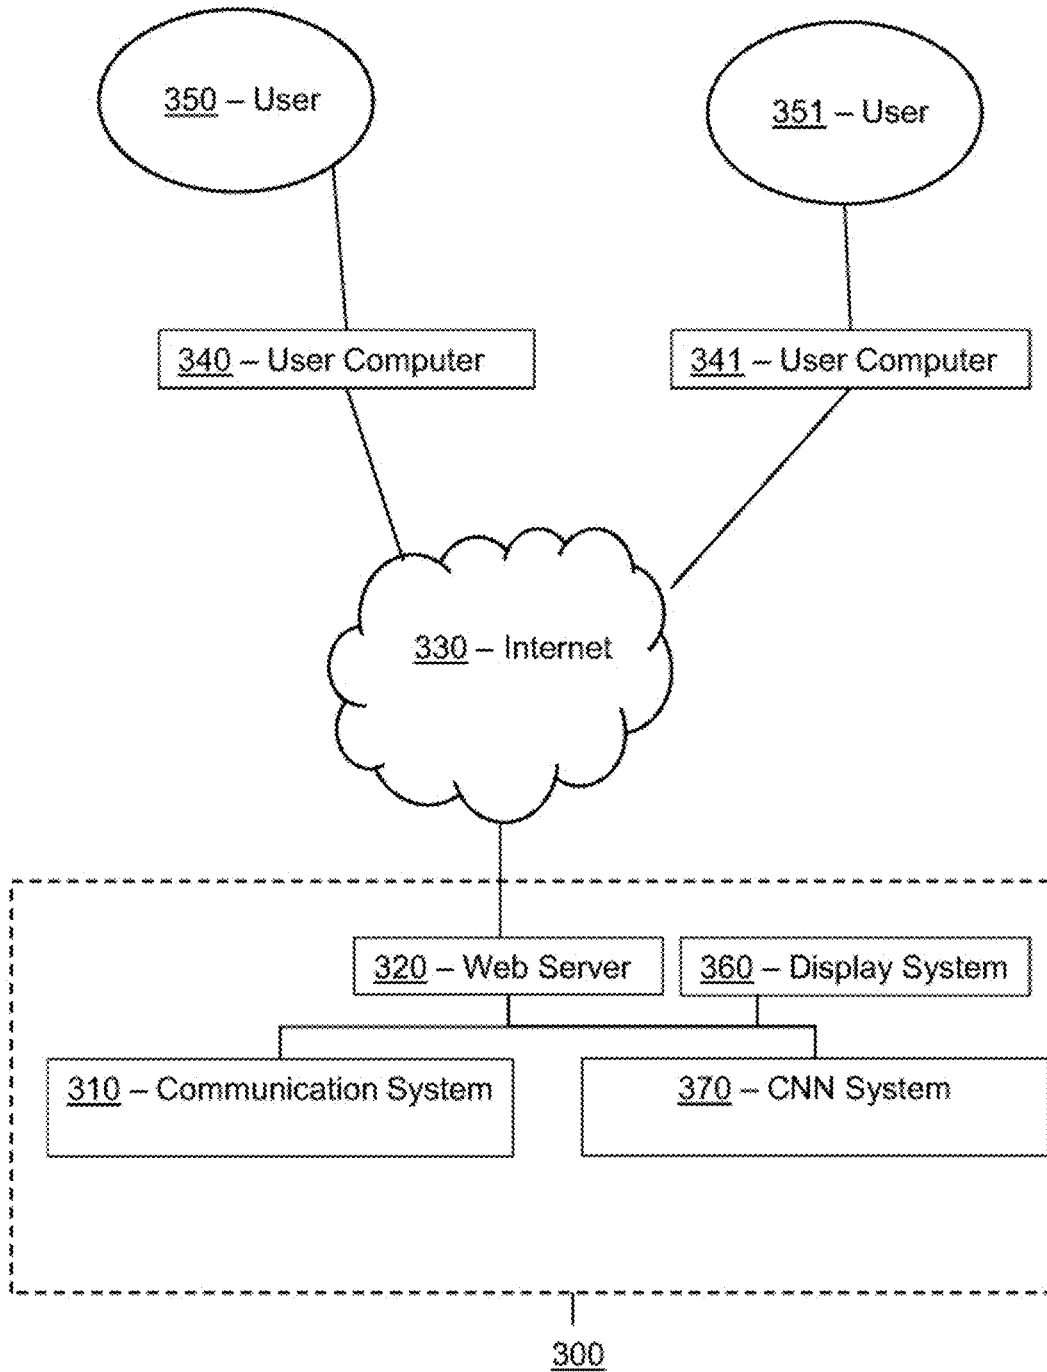 350 – User
351 – User
340 – User Computer
341 – User Computer
330 – Internet
320 – Web Server
360 – Display System
310 – Communication System
370 – CNN System
300